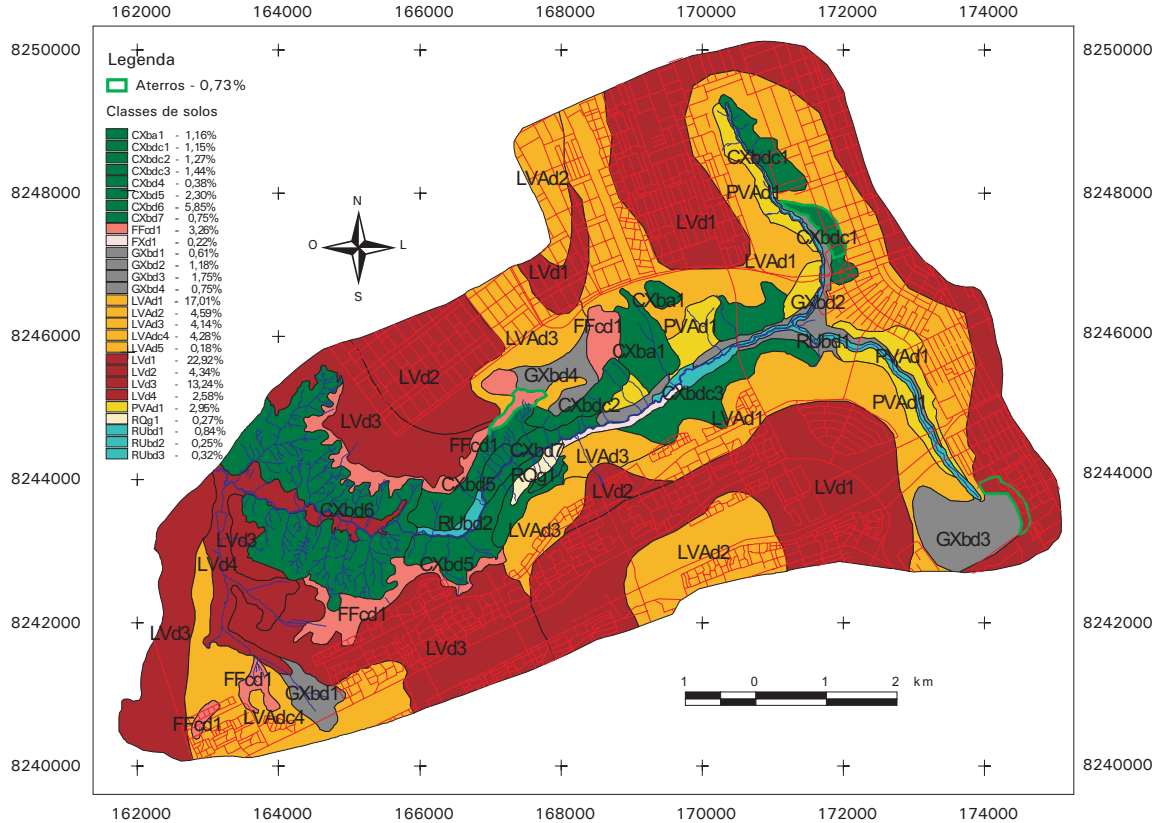 162000 164000 166000 168000 170000 172000 174000
8250000 8250000
Legenda
Aterros - 0,73%
Classes de solos
CXba1 - 1,16%
CXbdc1 - 1,15%
CXbdc2 - 1,27%
CXbdc3 - 1,44%
CXbd4 - 0,38%
CXbd5 - 2,30%
CXbd6 - 5,85%
CXbd7 - 0,75%
FFcd1 - 3,26%
FXd1 - 0,22%
GXbd1 - 0,61%
GXbd2 - 1,18%
GXbd3 - 1,75%
GXbd4 - 0,75%
LVAd1 - 17,01%
LVAd2 - 4,59%
LVAd3 - 4,14%
LVAdc4 - 4,28%
LVAd5 - 0,18%
LVd1 - 22,92%
LVd2 - 4,34%
LVd3 - 13,24%
LVd4 - 2,58%
PVAd1 - 2,95%
RQg1 - 0,27%
RUbd1 - 0,84%
RUbd2 - 0,25%
RUbd3 - 0,32%
N
O L
S
CXbdc1
LVAd2
PVAd1
8248000 8248000
LVd1
CXbdc1
LVAd1
LVd1
CXba1
GXbd2
FFcd1
PVAd1
LVAd3
8246000 8246000
RUbd1
CXba1
PVAd1
LVd2
GXbd4
CXbdc3
PVAd1
CXbdc2
LVd3
LVAd1
FFcd1
CXbd7
LVAd3
RQg1
8244000 8244000
CXbd5
LVd2
LVd1
CXbd6
RUbd2
LVAd3
LVd3
GXbd3
LVAd2
LVd4
CXbd5
FFcd1
8242000 8242000
LVd3
LVd3
FFcd1
GXbd1
LVAdc4
FFcd1
1 0 1 2 km
8240000 8240000
162000 164000 166000 168000 170000 172000 174000